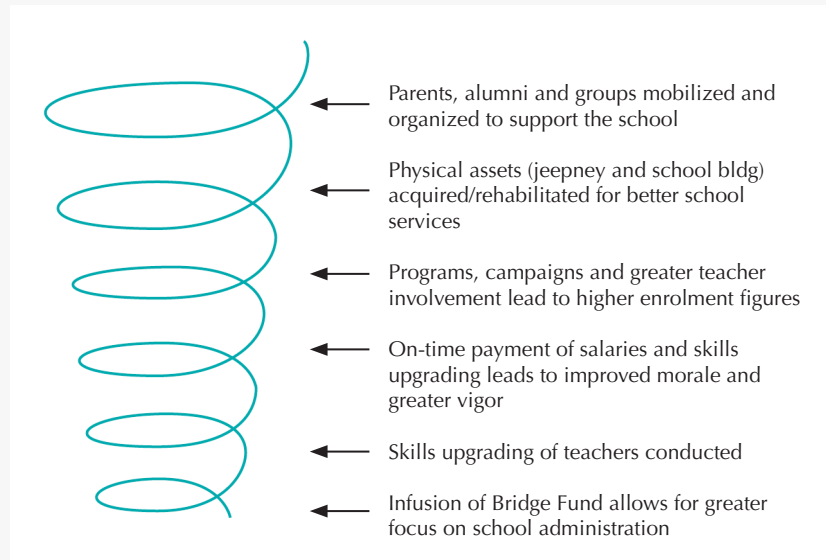 Parents, alumni and groups mobilized and
organized to support the school
Physical assets (jeepney and school bldg)
acquired/rehabilitated for better school
services
Programs, campaigns and greater teacher
involvement lead to higher enrolment figures
On-time payment of salaries and skills
upgrading leads to improved morale and
greater vigor
Skills upgrading of teachers conducted
Infusion of Bridge Fund allows for greater
focus on school administration